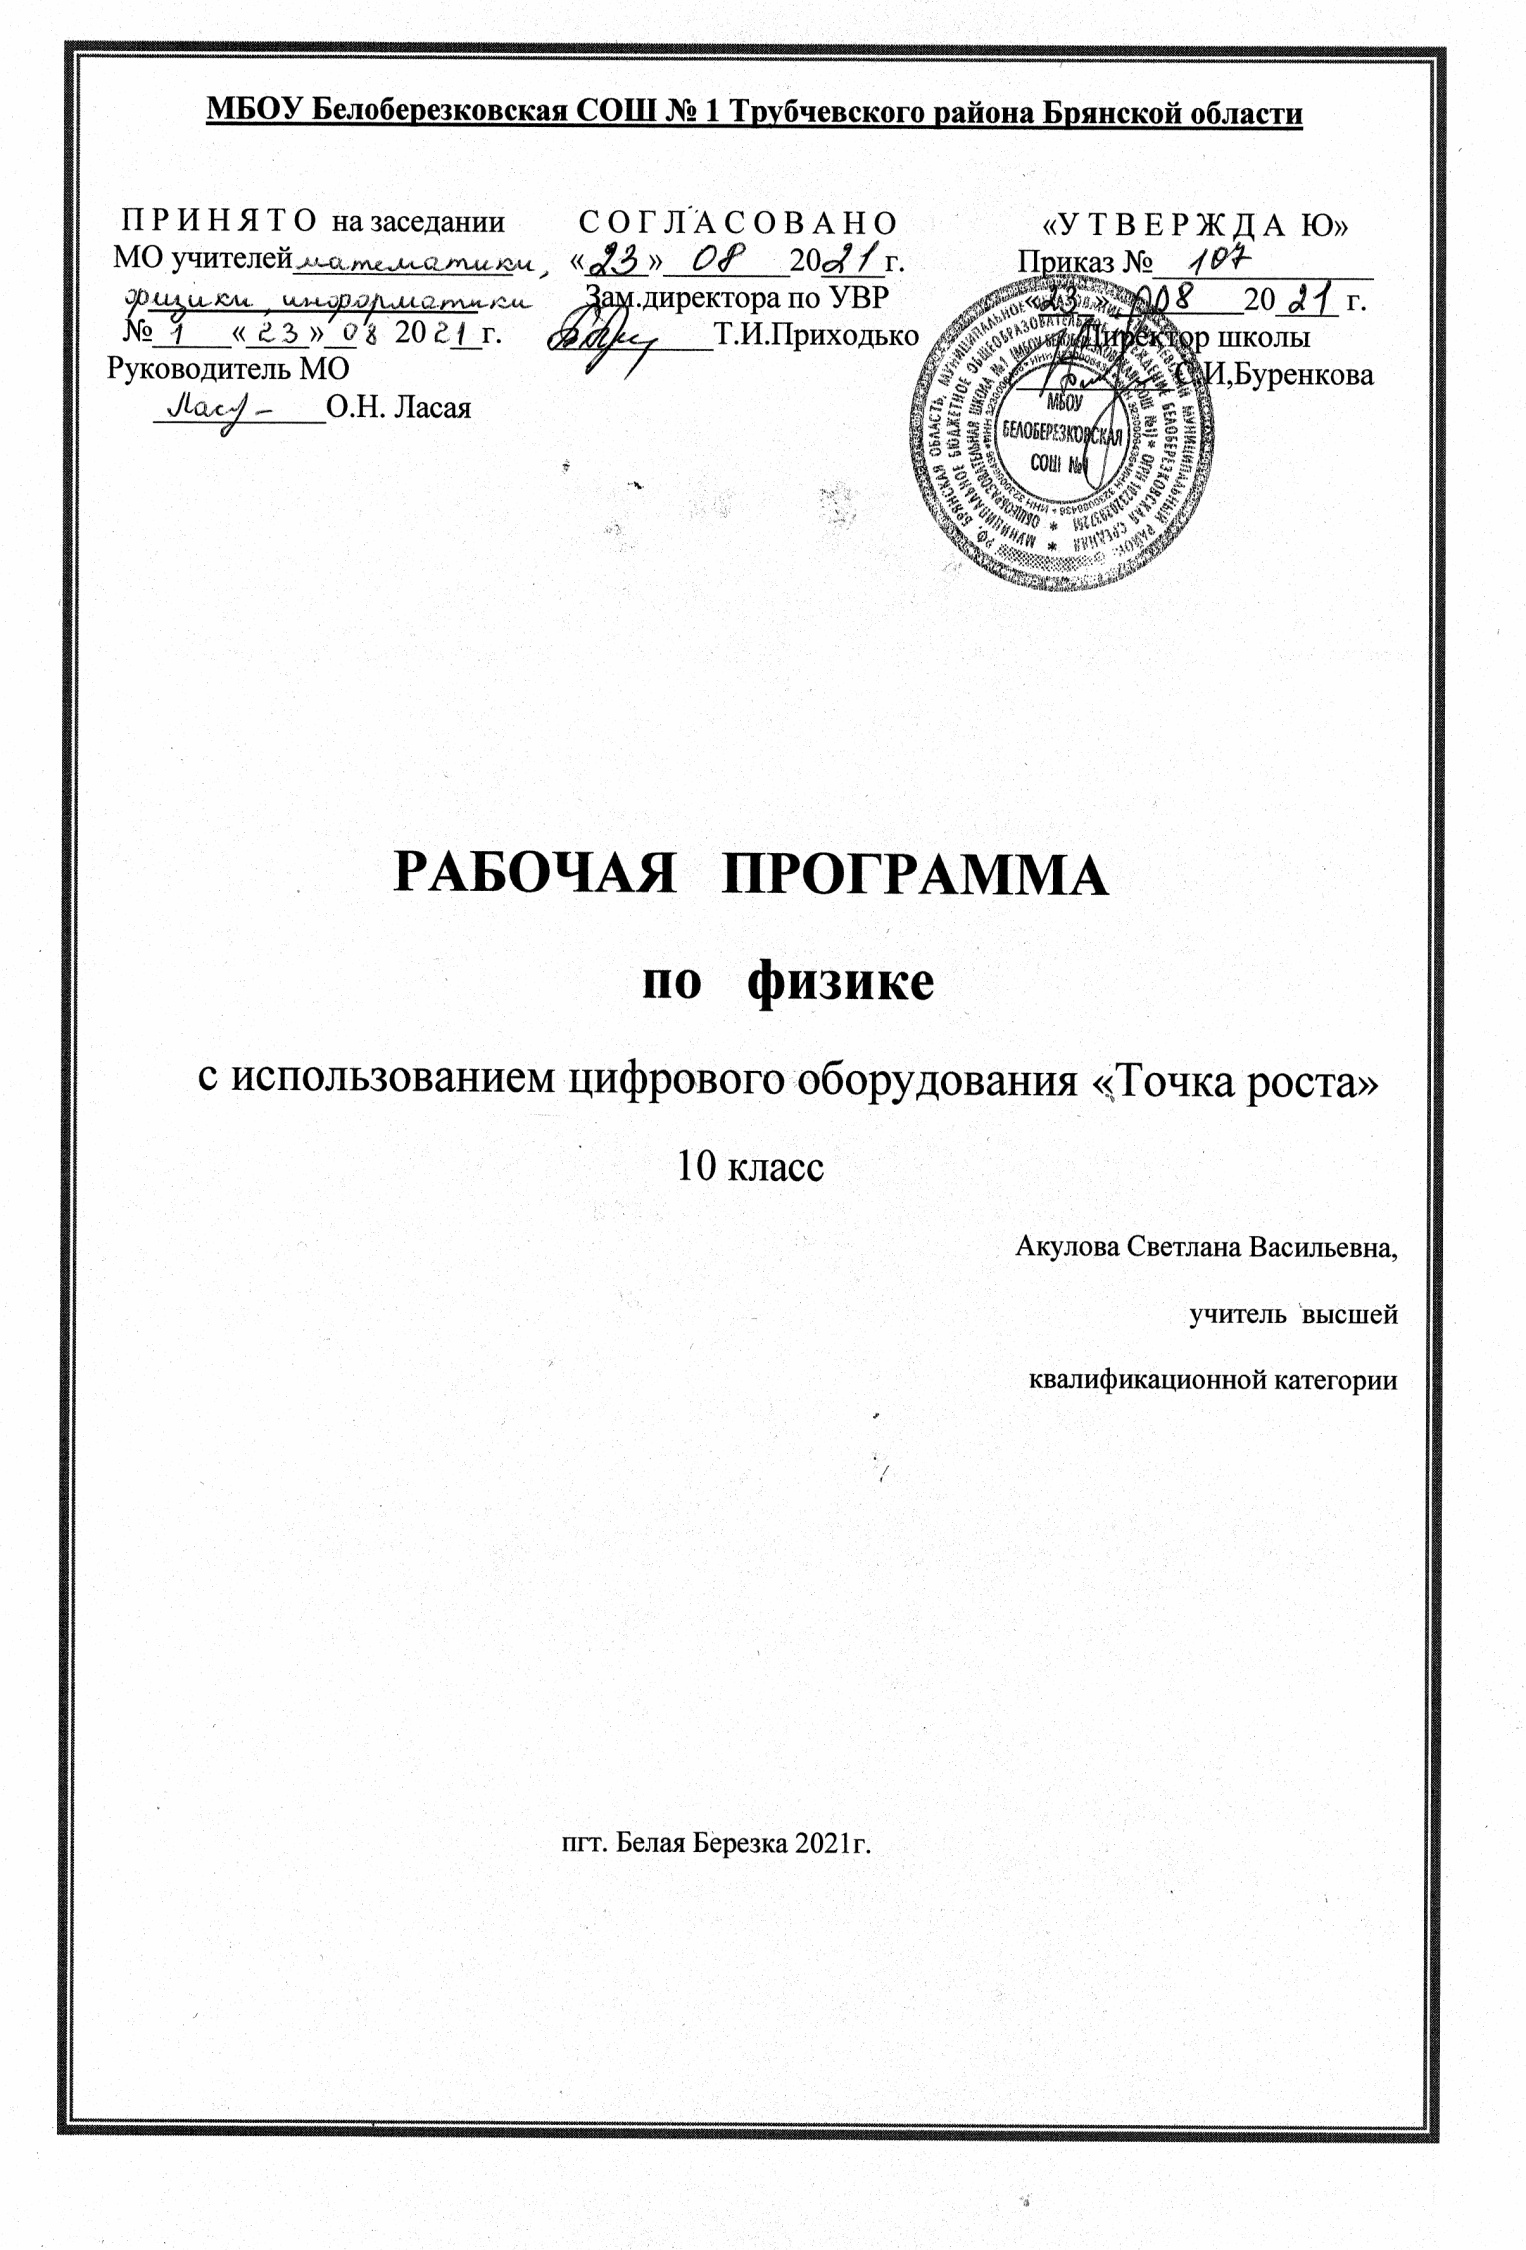 МБОУ Белоберезковская СОШ № 1 Трубчевского района Брянской области
П Р И Н Я Т О на заседании
МО учителей математики,
физики, информатики
№ 1 « 23 » 08 2021 г.
Руководитель МО
О.Н. Ласая
С О Г Л А С О В А Н О
«23» 08 2021 г.
Зам.директора по УВР
Т.И.Приходько
«У Т В Е Р Ж Д А Ю»
Приказ № 107
«23» 08 20 21 г.
Директор школы
С.И,Буренкова
МБОУ
БЕЛОБЕРЕЗКОВСКАЯ
СОШ №1
РАБОЧАЯ ПРОГРАММА
по физике
с использованием цифрового оборудования «Точка роста»
10 класс
Акулова Светлана Васильевна,
учитель высшей
квалификационной категории
пгт. Белая Березка 2021г.